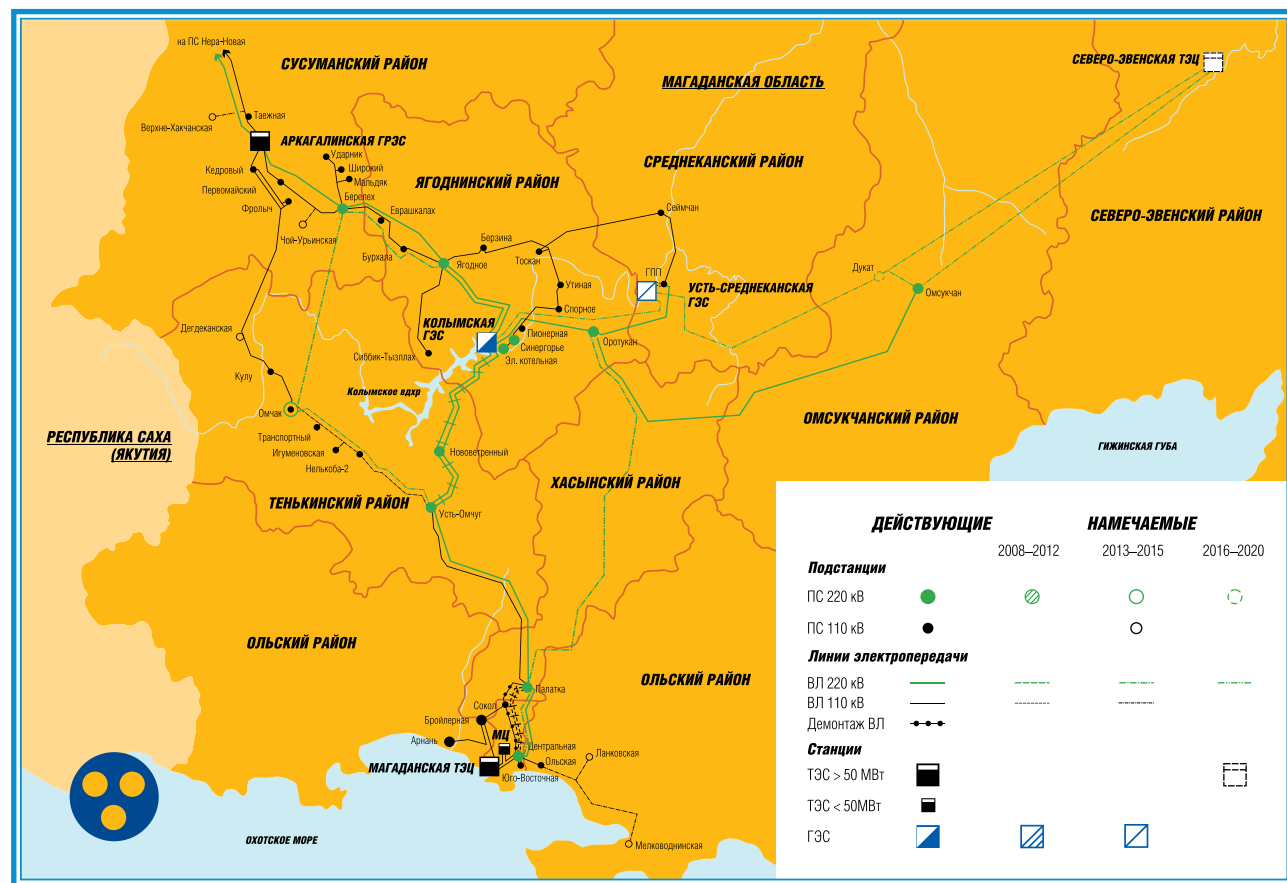 на ПС Нера-Новая
СУСУМАНСКИЙ РАЙОН
МАГАДАНСКАЯ ОБЛАСТЬ
СЕВЕРО-ЭВЕНСКАЯ ТЭЦ
Таежная
Верхне-Хакчанская
АРКАГАЛИНСКАЯ ГРЭС
Ударник
Широкий
Мальдяк
Кедровый
Первомайский
Фролыч
Берелех
ЯГОДНИНСКИЙ РАЙОН
СРЕДНЕКАНСКИЙ РАЙОН
СЕВЕРО-ЭВЕНСКИЙ РАЙОН
Сеймчан
Еврашкалах
Чой-Урьинская
Бурхала
Берзина
Ягодное
Тоскан
ГПП
Утиная
УСТЬ-СРЕДНЕКАНСКАЯ
ГЭС
Дукат
Омсукчан
Спорное
КОЛЫМСКАЯ
ГЭС
Пионерная
Синергорье
Эл. котельная
Оротукан
Дегдеканская
Сиббик-Тызллах
Кулу
Колымское вдхр
Омчак
ОМСУКЧАНСКИЙ РАЙОН
РЕСПУБЛИКА САХА
(ЯКУТИЯ)
Транспортный
Игуменовская
Нелькоба-2
Нововетренный
ГИЖИНСКАЯ ГУБА
ТЕНЬКИНСКИЙ РАЙОН
ХАСЫНСКИЙ РАЙОН
Усть-Омчуг
ОЛЬСКИЙ РАЙОН
ОЛЬСКИЙ РАЙОН
Палатка
Сокол
Бройлерная
МЦ
Арнань
Центральная
Ланковская
МАГАДАНСКАЯ ТЭЦ
Ольская
Юго-Восточная
ОХОТСКОЕ МОРЕ
Мелководнинская
ДЕЙСТВУЮЩИЕ НАМЕЧАЕМЫЕ
2008–2012 2013–2015 2016–2020
Подстанции
ПС 220 кВ
ПС 110 кВ
Линии электропередачи
ВЛ 220 кВ
ВЛ 110 кВ
Демонтаж ВЛ
Станции
ТЭС > 50 МВт
ТЭС < 50МВт
ГЭС